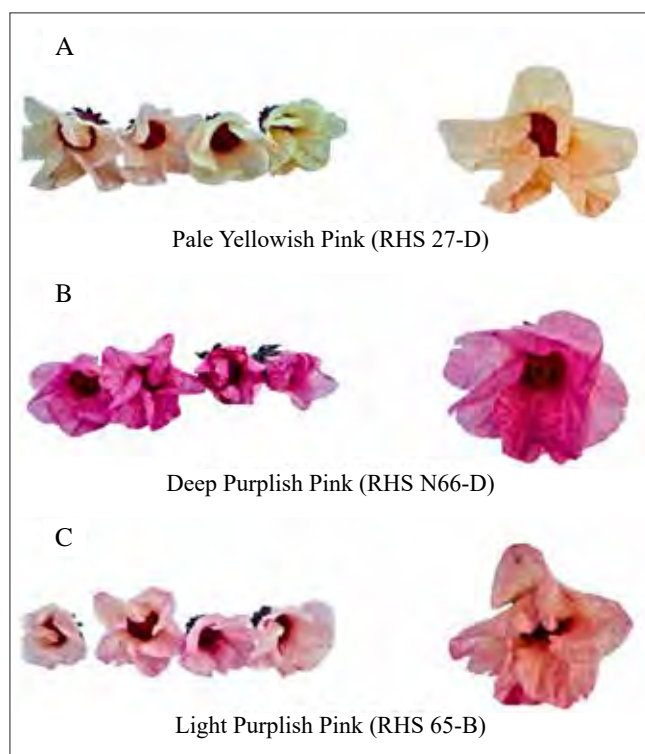 A
Pale Yellowish Pink (RHS 27-D)
B
Deep Purplish Pink (RHS N66-D)
C
Light Purplish Pink (RHS 65-B)